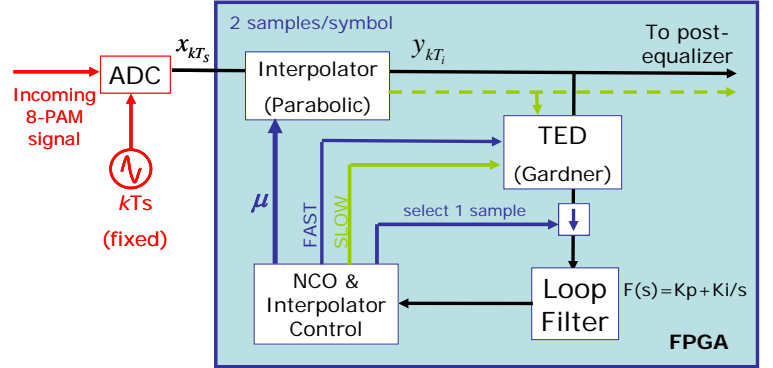 2 samples/symbol
x_{kT_s}
y_{kT_i}
To post-
equalizer
ADC
Interpolator
(Parabolic)
Incoming
8-PAM
signal
TED
(Gardner)
kTs
(fixed)
μ
FAST
SLOW
select 1 sample
NCO &
Interpolator
Control
Loop
Filter
F(s)=Kp+Ki/s
FPGA